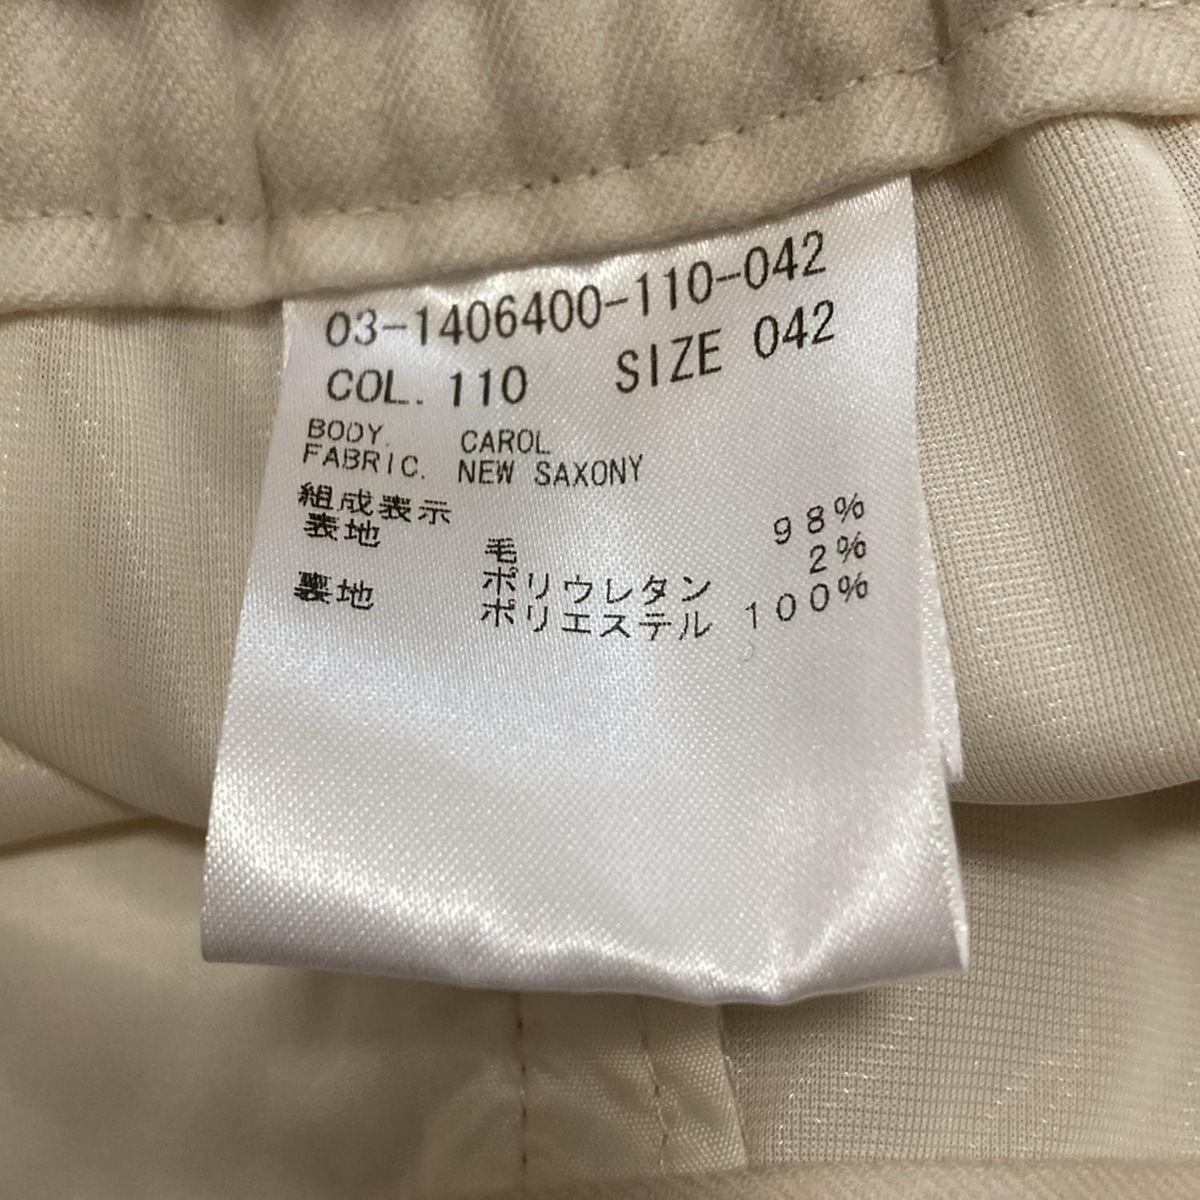 03-1406400-110-042
COL. 110 SIZE 042
BODY. CAROL
FABRIC. NEW SAXONY
組成表示
表地 毛 98%
ポリウレタン 2%
裏地 ポリエステル 100%